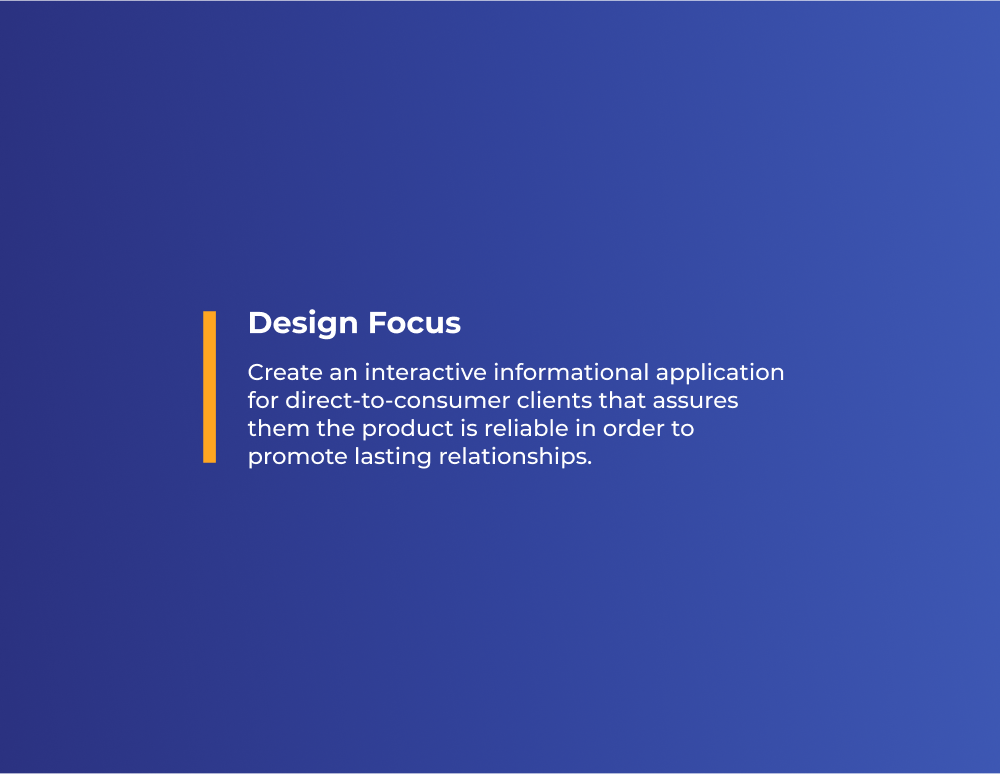 Design Focus
Create an interactive informational application
for direct-to-consumer clients that assures
them the product is reliable in order to
promote lasting relationships.